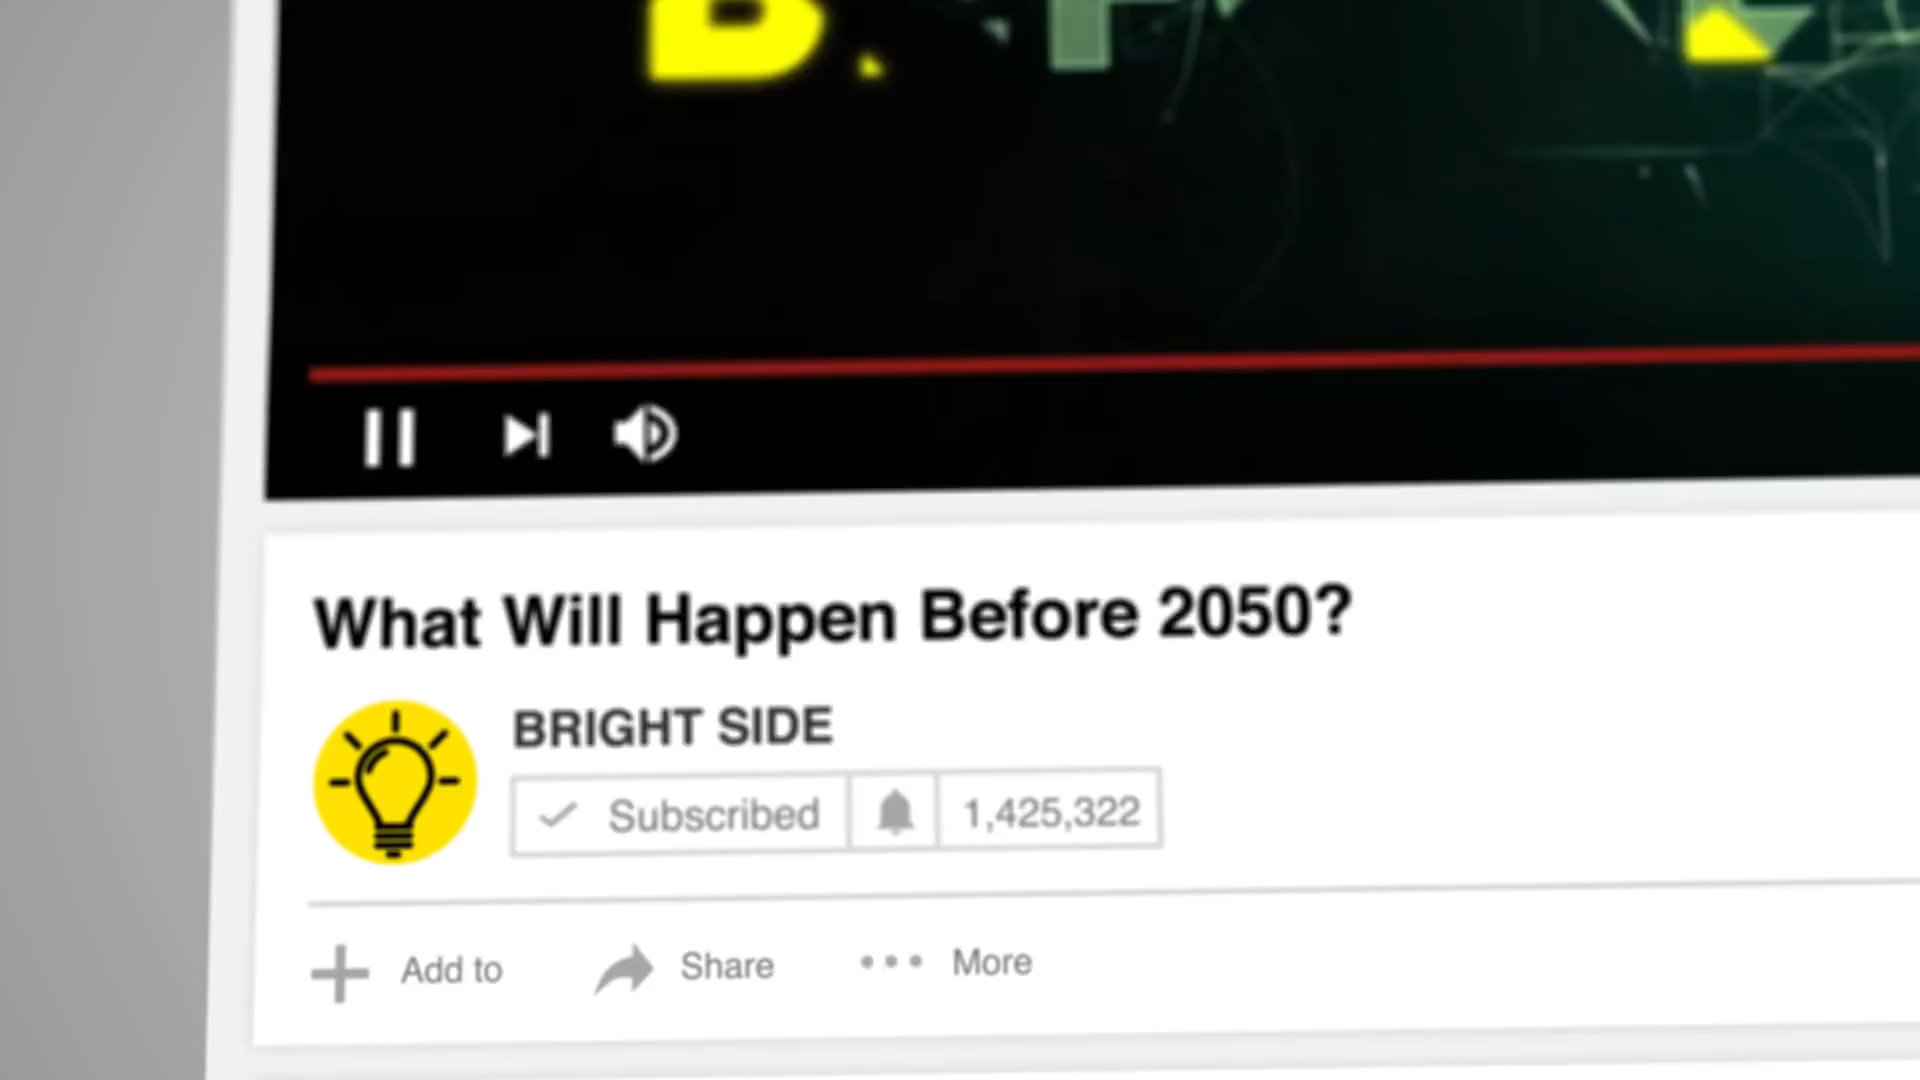 What Will Happen Before 2050?
BRIGHT SIDE
Subscribed 1,425,322
Add to Share More